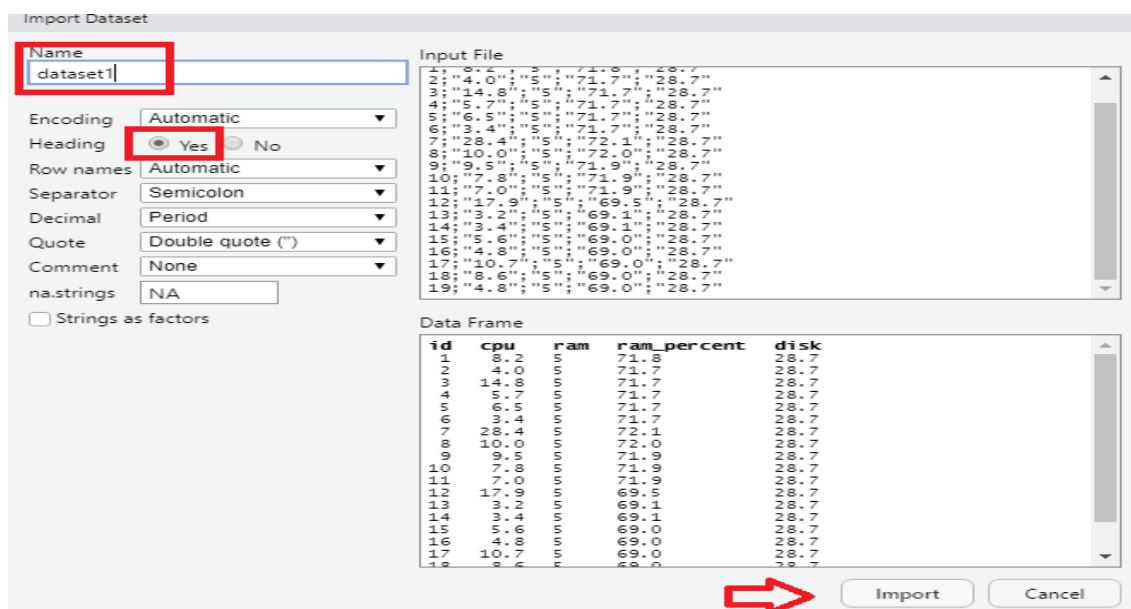 Import Dataset
Name
dataset1
Encoding Automatic
Heading Yes No
Row names Automatic
Separator Semicolon
Decimal Period
Quote Double quote (")
Comment None
na.strings NA
Strings as factors
Input File
1; "8.2"; "5"; "71.8"; "28.7"
2; "4.0"; "5"; "71.7"; "28.7"
3; "14.8"; "5"; "71.7"; "28.7"
4; "5.7"; "5"; "71.7"; "28.7"
5; "6.5"; "5"; "71.7"; "28.7"
6; "3.4"; "5"; "71.7"; "28.7"
7; "28.4"; "5"; "72.1"; "28.7"
8; "10.0"; "5"; "72.0"; "28.7"
9; "9.5"; "5"; "71.9"; "28.7"
10; "7.8"; "5"; "71.9"; "28.7"
11; "7.0"; "5"; "71.9"; "28.7"
12; "17.9"; "5"; "69.5"; "28.7"
13; "3.2"; "5"; "69.1"; "28.7"
14; "3.4"; "5"; "69.1"; "28.7"
15; "5.6"; "5"; "69.0"; "28.7"
16; "4.8"; "5"; "69.0"; "28.7"
17; "10.7"; "5"; "69.0"; "28.7"
18; "8.6"; "5"; "69.0"; "28.7"
19; "4.8"; "5"; "69.0"; "28.7"
Data Frame
id cpu ram ram_percent disk
1 8.2 5 71.8 28.7
2 4.0 5 71.7 28.7
3 14.8 5 71.7 28.7
4 5.7 5 71.7 28.7
5 6.5 5 71.7 28.7
6 3.4 5 71.7 28.7
7 28.4 5 72.1 28.7
8 10.0 5 72.0 28.7
9 9.5 5 71.9 28.7
10 7.8 5 71.9 28.7
11 7.0 5 71.9 28.7
12 17.9 5 69.5 28.7
13 3.2 5 69.1 28.7
14 3.4 5 69.1 28.7
15 5.6 5 69.0 28.7
16 4.8 5 69.0 28.7
17 10.7 5 69.0 28.7
18 8.6 5 69.0 28.7
Import Cancel